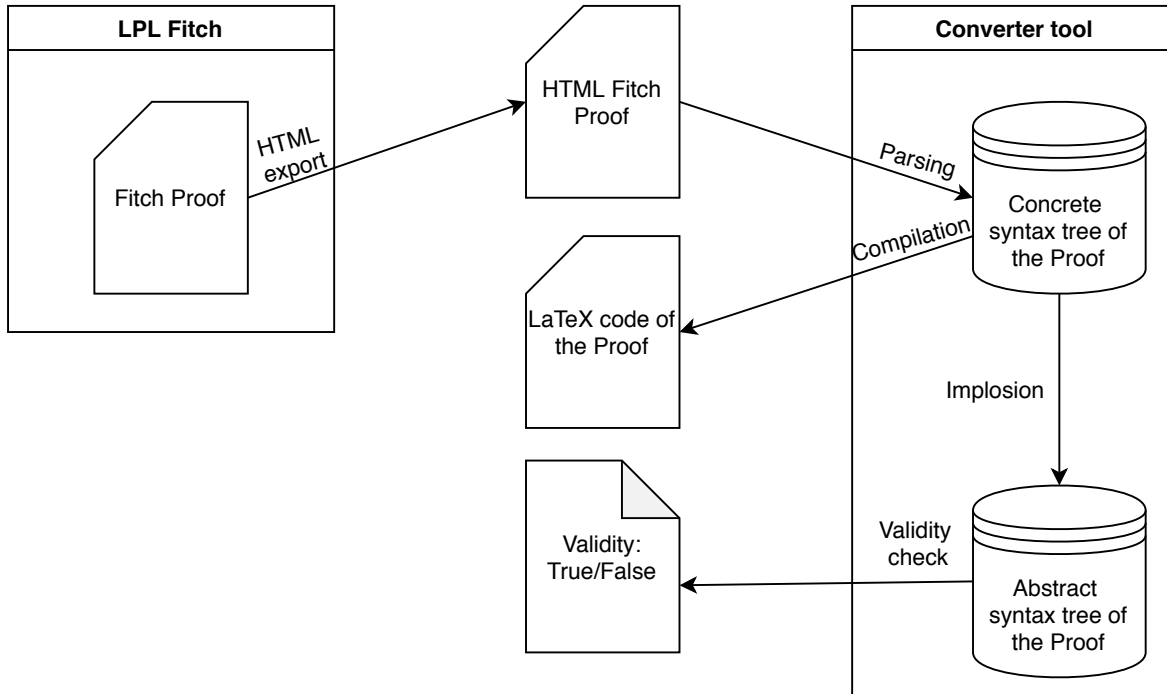 LPL Fitch
Converter tool
HTML Fitch
Proof
HTML
export
Fitch Proof
Parsing
Concrete
syntax tree of
the Proof
Compilation
LaTeX code of
the Proof
Implosion
Validity:
True/False
Validity
check
Abstract
syntax tree of
the Proof